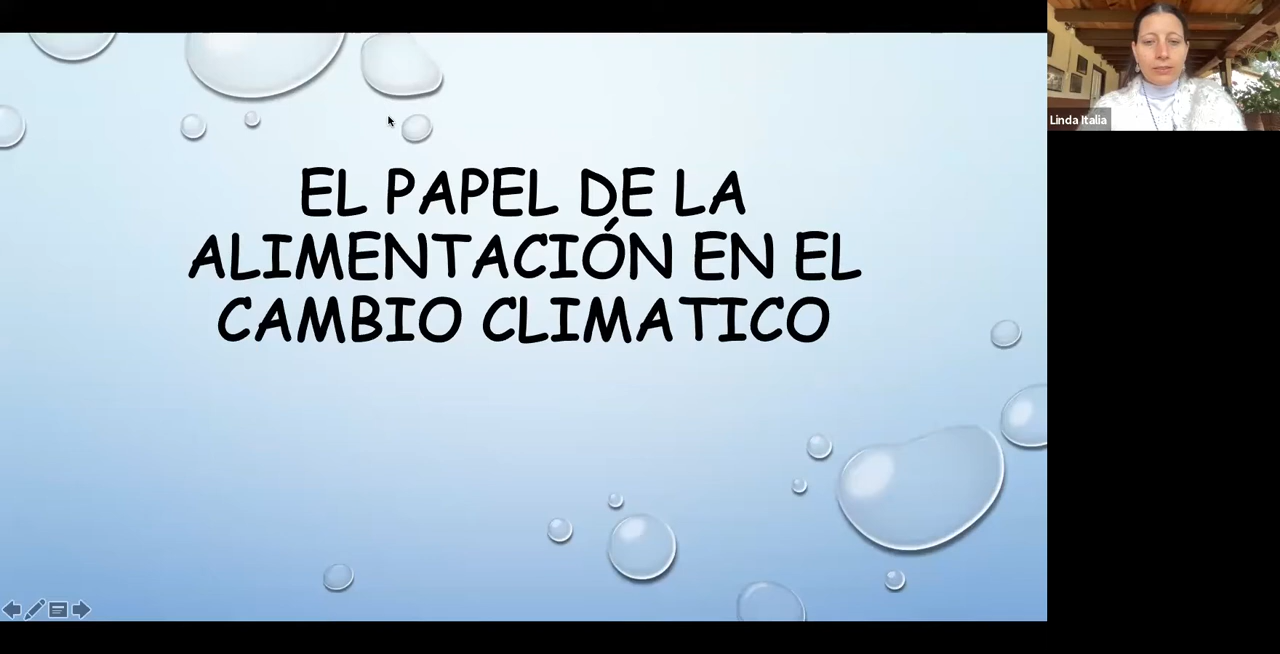 EL PAPEL DE LA
ALIMENTACIÓN EN EL
CAMBIO CLIMATICO
Linda Italia